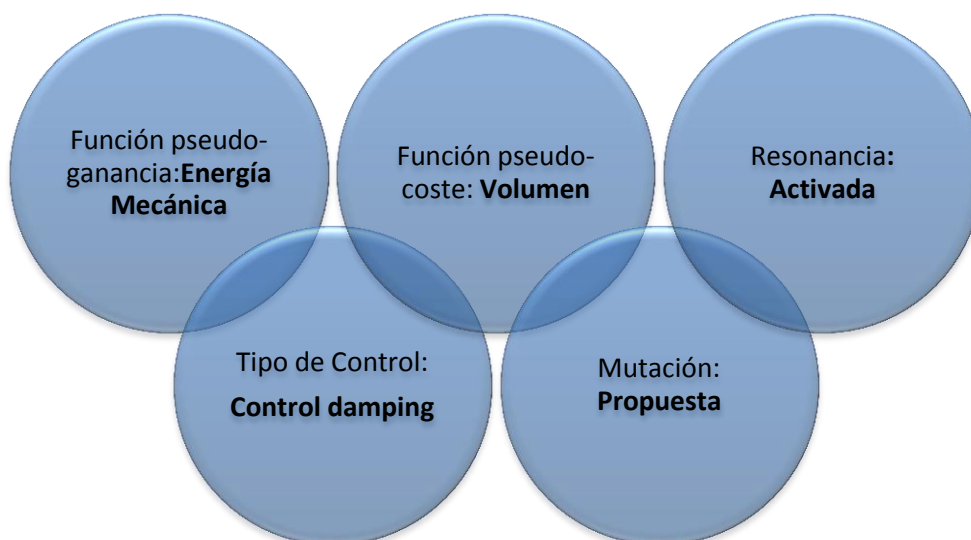 Función pseudo-
ganancia:Energía
Mecánica
Función pseudo-
coste: Volumen
Resonancia:
Activada
Tipo de Control:
Control damping
Mutación:
Propuesta